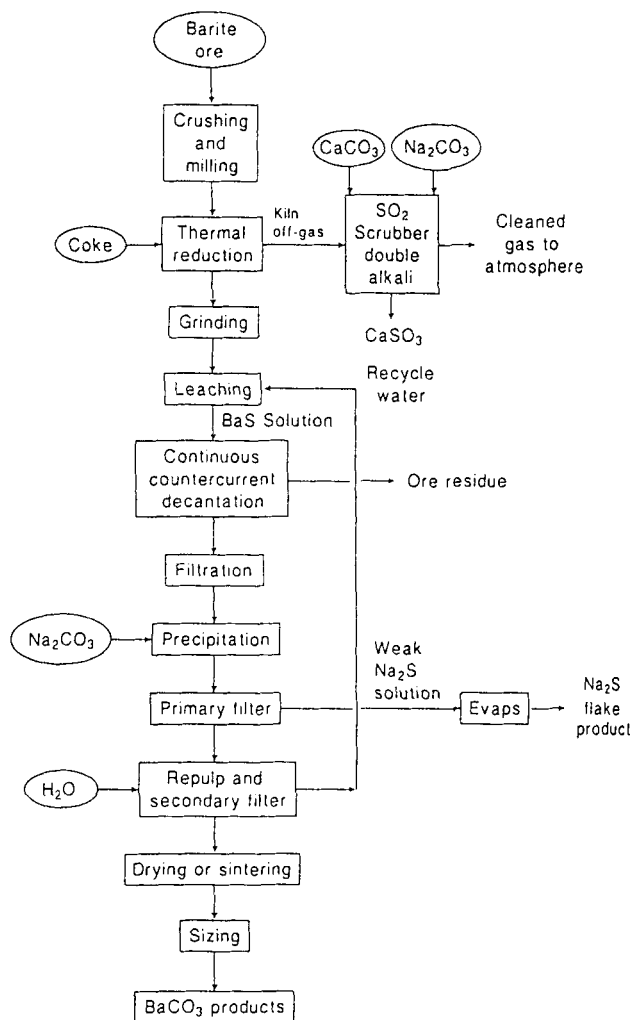 Barite
ore
Crushing
and
milling
CaCO₃
Na₂CO₃
Coke
Thermal
reduction
Kiln
off-gas
SO₂
Scrubber
double
alkali
Cleaned
gas to
atmosphere
CaSO₃
Grinding
Recycle
water
Leaching
BaS Solution
Continuous
countercurrent
decantation
Ore residue
Filtration
Na₂CO₃
Precipitation
Weak
Na₂S
solution
Primary filter
Evaps
Na₂S
flake
product
H₂O
Repulp and
secondary filter
Drying or sintering
Sizing
BaCO₃ products